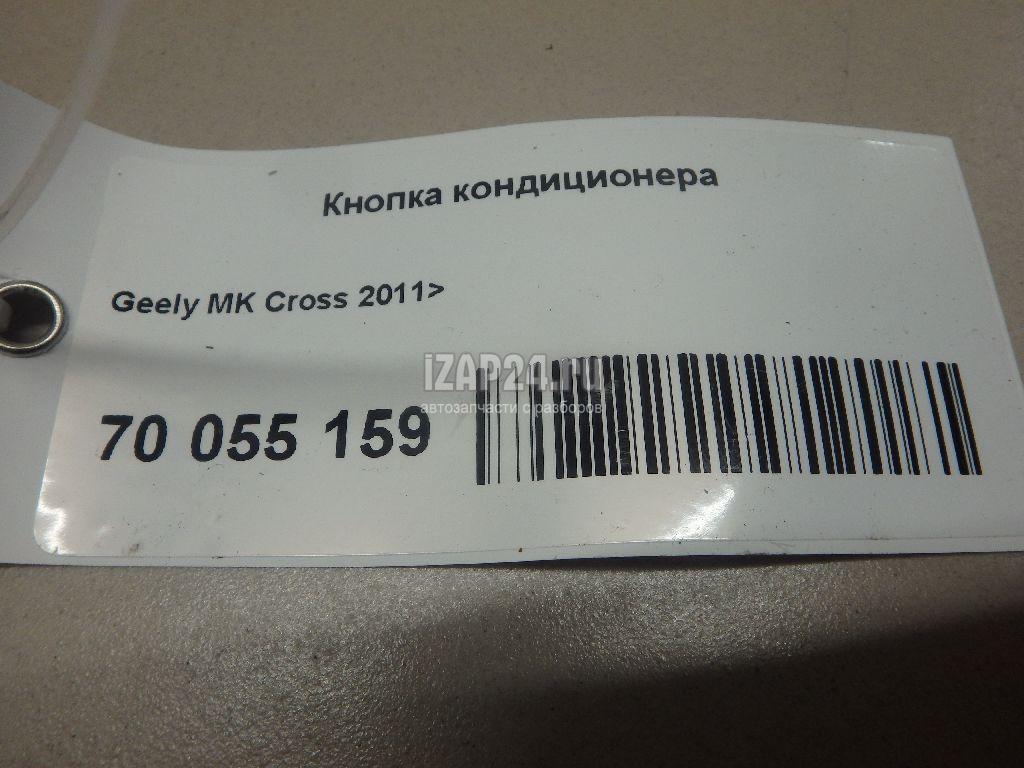 Кнопка кондиционера
Geely MK Cross 2011>
iZAP24.ru
автозапчасти с разборов
70 055 159